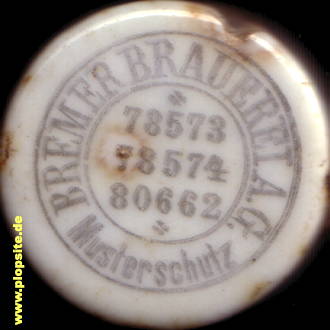 BREMER BRAUEREI A.G.
78573
78574
80662
Musterschutz
www.plopsite.de